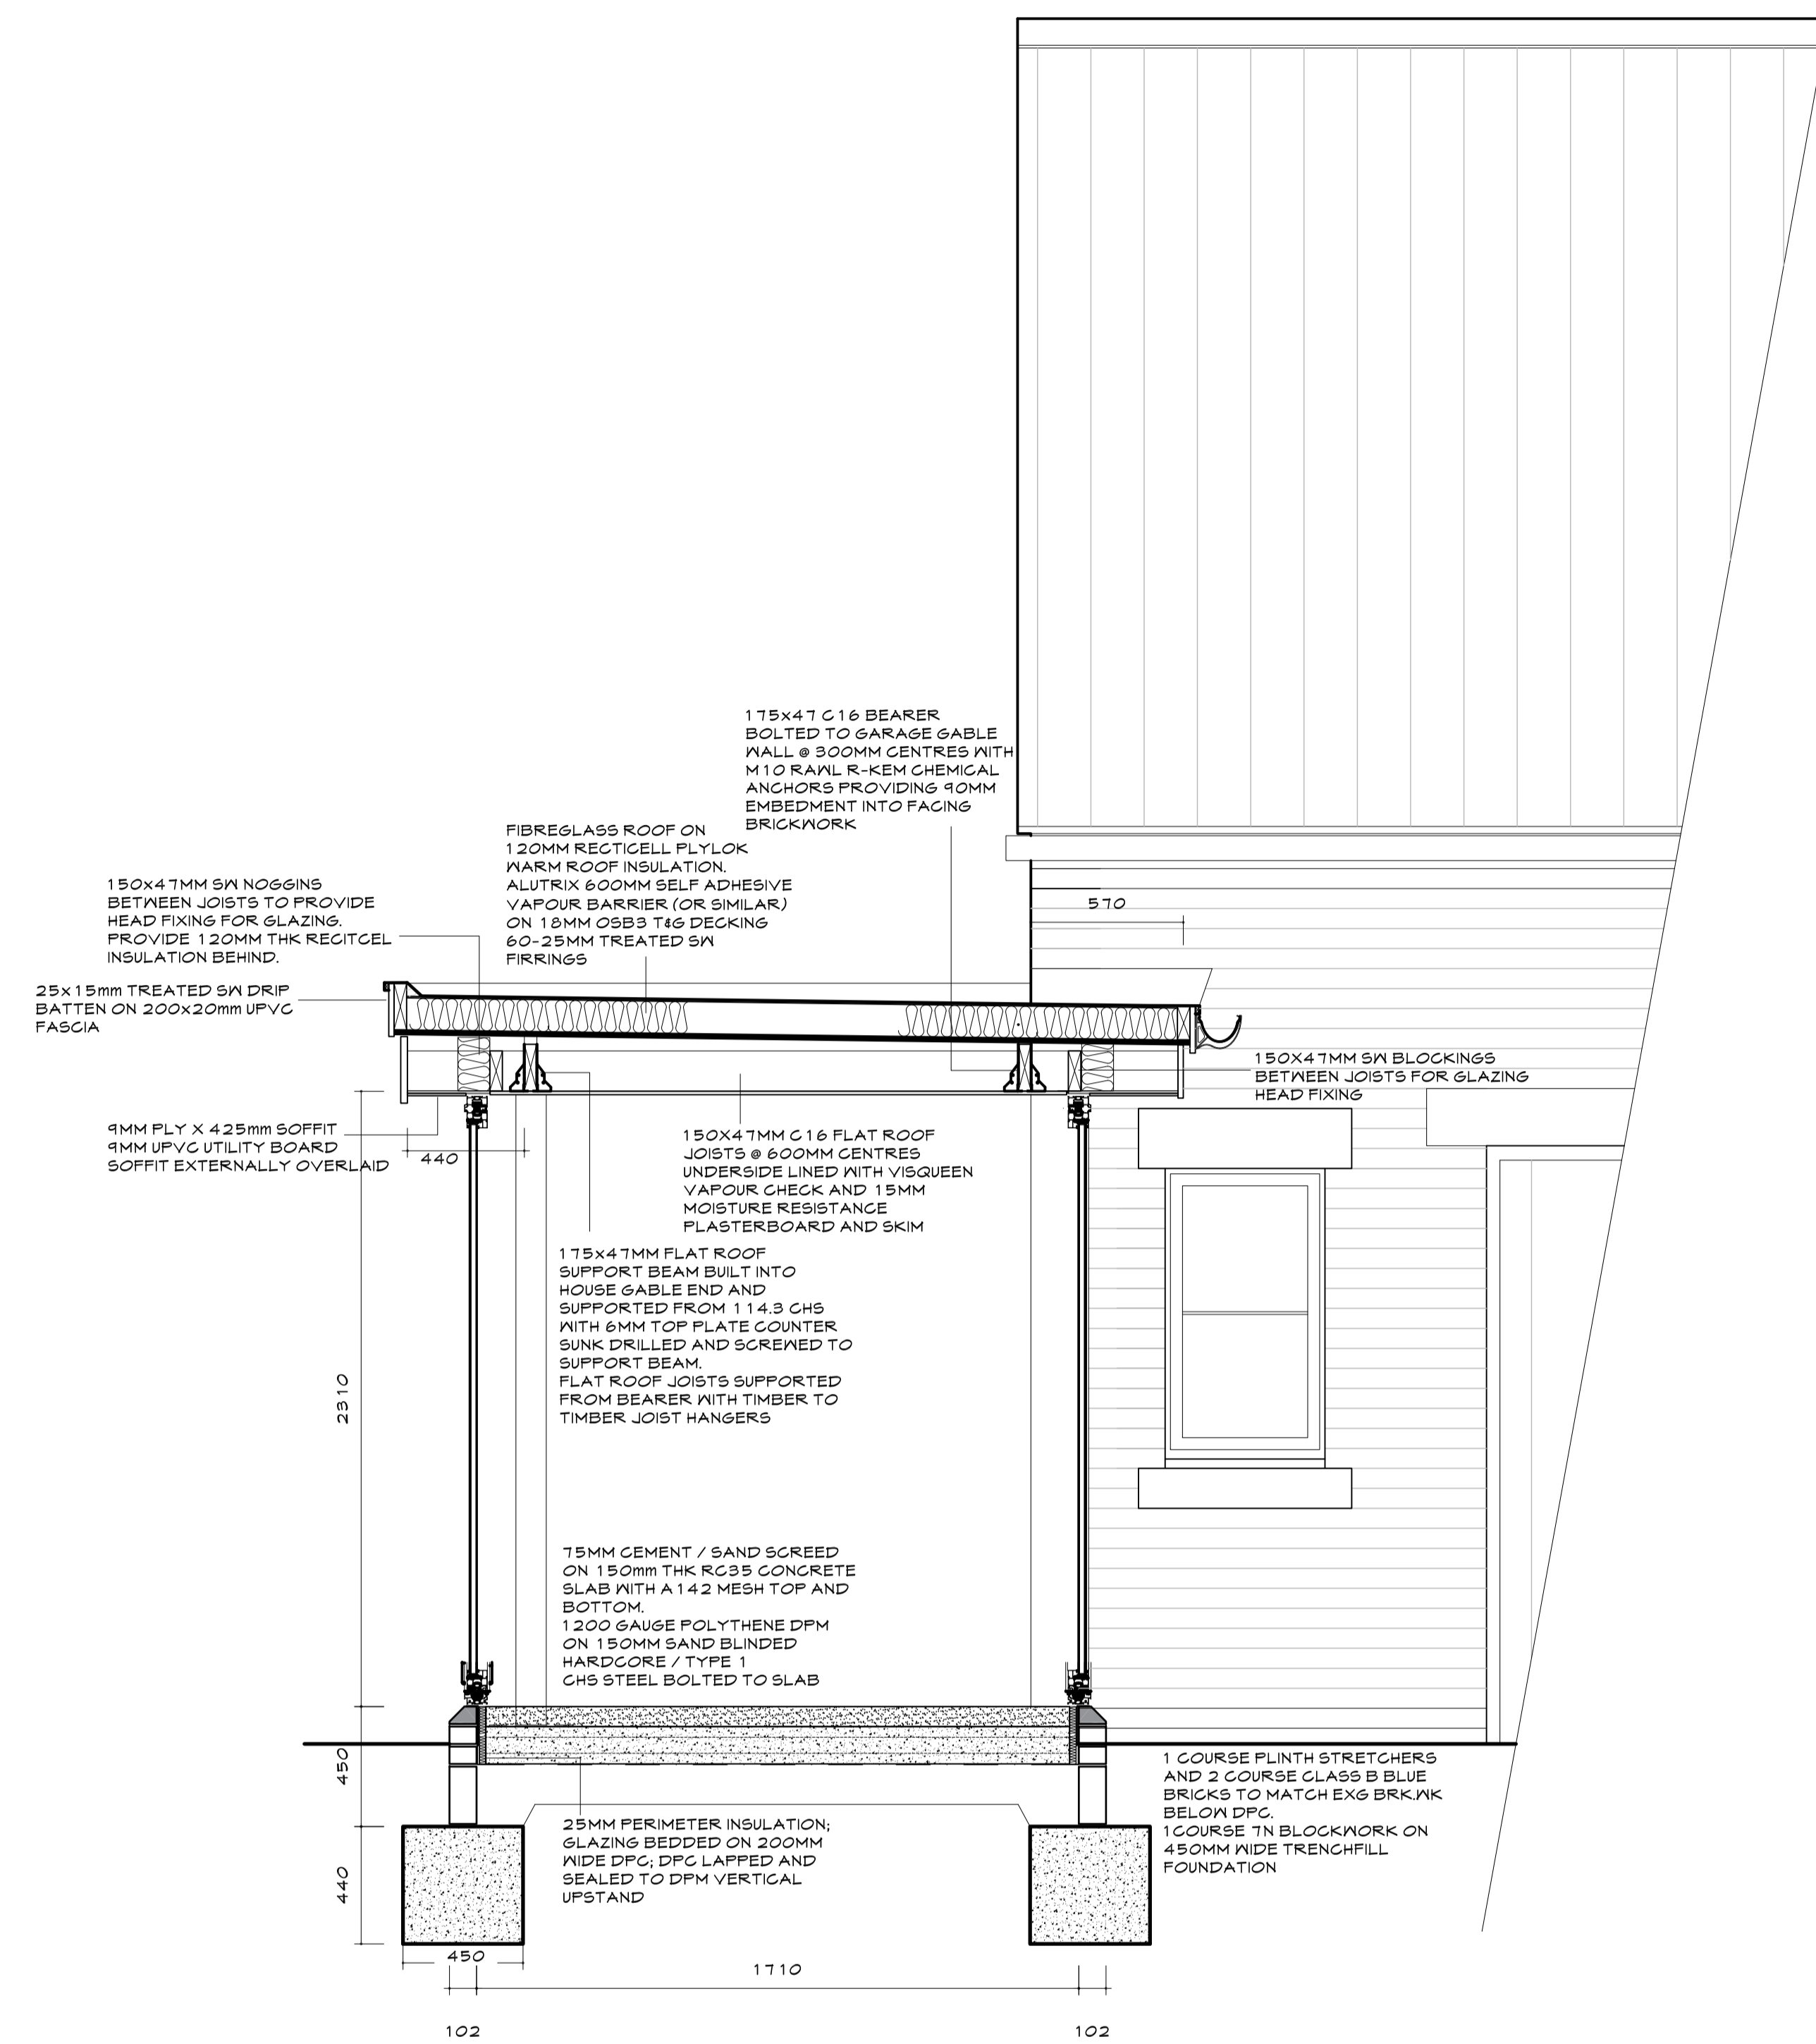 175x47 C16 BEARER
BOLTED TO GARAGE GABLE
WALL @ 300MM CENTRES WITH
M10 RAWL R-KEM CHEMICAL
ANCHORS PROVIDING 90MM
EMBEDMENT INTO FACING
BRICKWORK
FIBREGLASS ROOF ON
120MM RECTICELL PLYLOK
WARM ROOF INSULATION.
ALUTRIX 600MM SELF ADHESIVE
VAPOUR BARRIER (OR SIMILAR)
ON 18MM OSB3 T&G DECKING
60-25MM TREATED SW
FIRRINGS
150x47MM SW NOGGINS
BETWEEN JOISTS TO PROVIDE
HEAD FIXING FOR GLAZING.
PROVIDE 120MM THK RECITCEL
INSULATION BEHIND.
570
25x15mm TREATED SW DRIP
BATTEN ON 200x20mm UPVC
FASCIA
150X47MM SW BLOCKINGS
BETWEEN JOISTS FOR GLAZING
HEAD FIXING
9MM PLY X 425mm SOFFIT
9MM UPVC UTILITY BOARD
SOFFIT EXTERNALLY OVERLAID
440
150X47MM C16 FLAT ROOF
JOISTS @ 600MM CENTRES
UNDERSIDE LINED WITH VISQUEEN
VAPOUR CHECK AND 15MM
MOISTURE RESISTANCE
PLASTERBOARD AND SKIM
175x47MM FLAT ROOF
SUPPORT BEAM BUILT INTO
HOUSE GABLE END AND
SUPPORTED FROM 114.3 CHS
WITH 6MM TOP PLATE COUNTER
SUNK DRILLED AND SCREWED TO
SUPPORT BEAM.
FLAT ROOF JOISTS SUPPORTED
FROM BEARER WITH TIMBER TO
TIMBER JOIST HANGERS
2310
75MM CEMENT / SAND SCREED
ON 150mm THK RC35 CONCRETE
SLAB WITH A142 MESH TOP AND
BOTTOM.
1200 GAUGE POLYTHENE DPM
ON 150MM SAND BLINDED
HARDCORE / TYPE 1
CHS STEEL BOLTED TO SLAB
450
1 COURSE PLINTH STRETCHERS
AND 2 COURSE CLASS B BLUE
BRICKS TO MATCH EXG BRK.WK
BELOW DPC.
1COURSE 7N BLOCKWORK ON
450MM WIDE TRENCHFILL
FOUNDATION
25MM PERIMETER INSULATION;
GLAZING BEDDED ON 200MM
WIDE DPC; DPC LAPPED AND
SEALED TO DPM VERTICAL
UPSTAND
440
450
1710
102
102